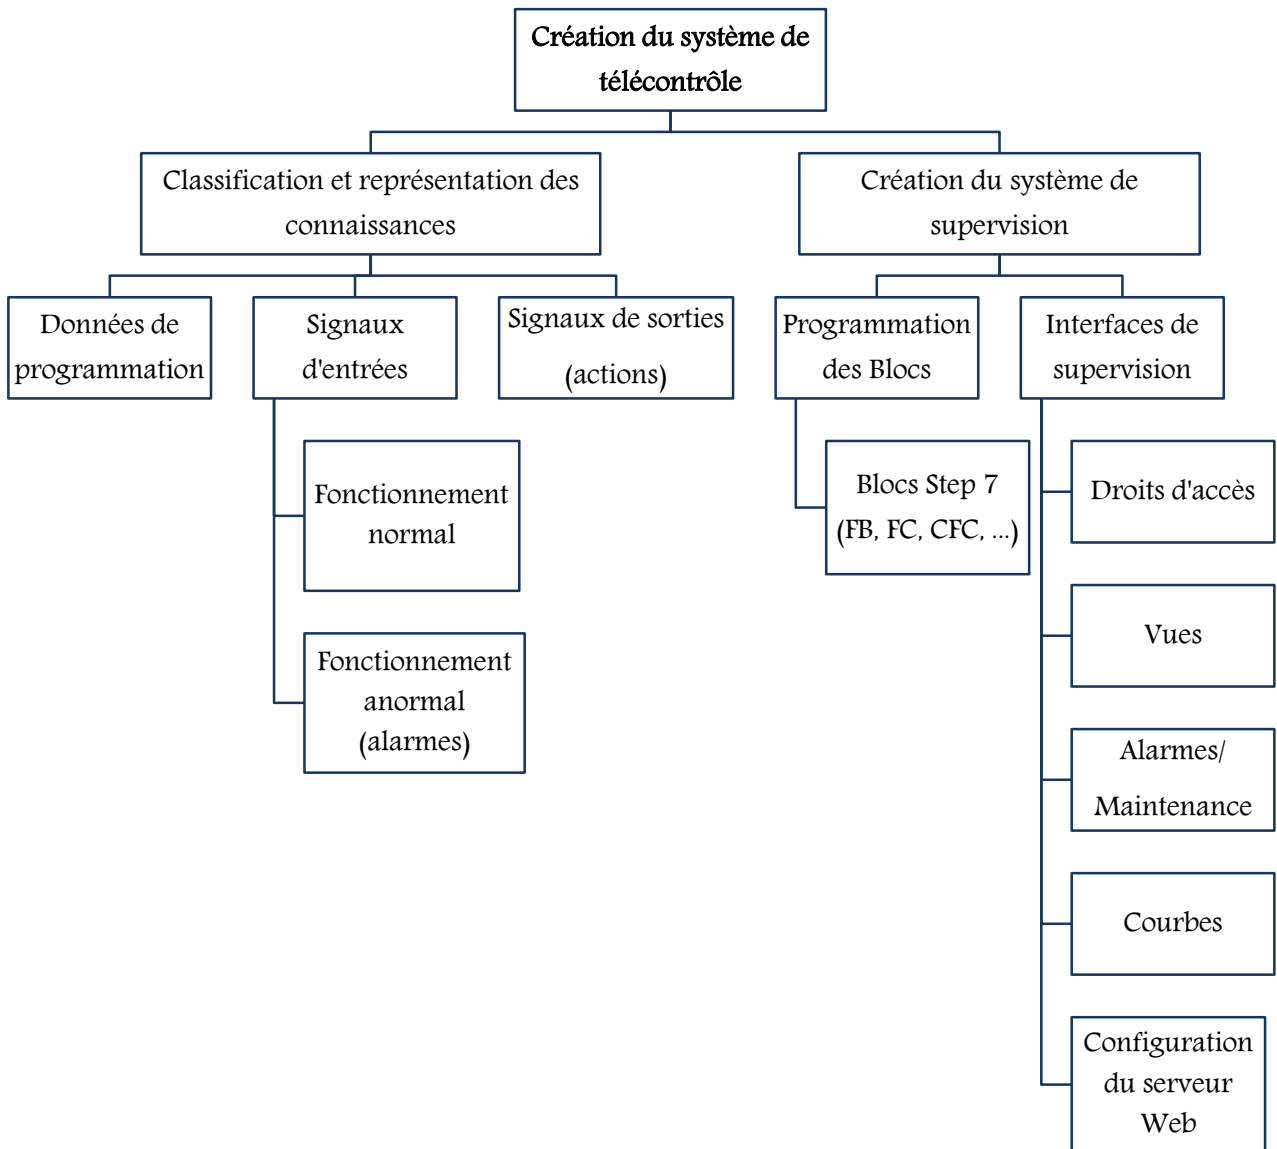 Création du système de
télécontrôle
Classification et représentation des
connaissances
Création du système de
supervision
Données de
programmation
Signaux
d'entrées
Signaux de sorties
(actions)
Programmation
des Blocs
Interfaces de
supervision
Fonctionnement
normal
Fonctionnement
anormal
(alarmes)
Blocs Step 7
(FB, FC, CFC, ...)
Droits d'accès
Vues
Alarmes/
Maintenance
Courbes
Configuration
du serveur
Web